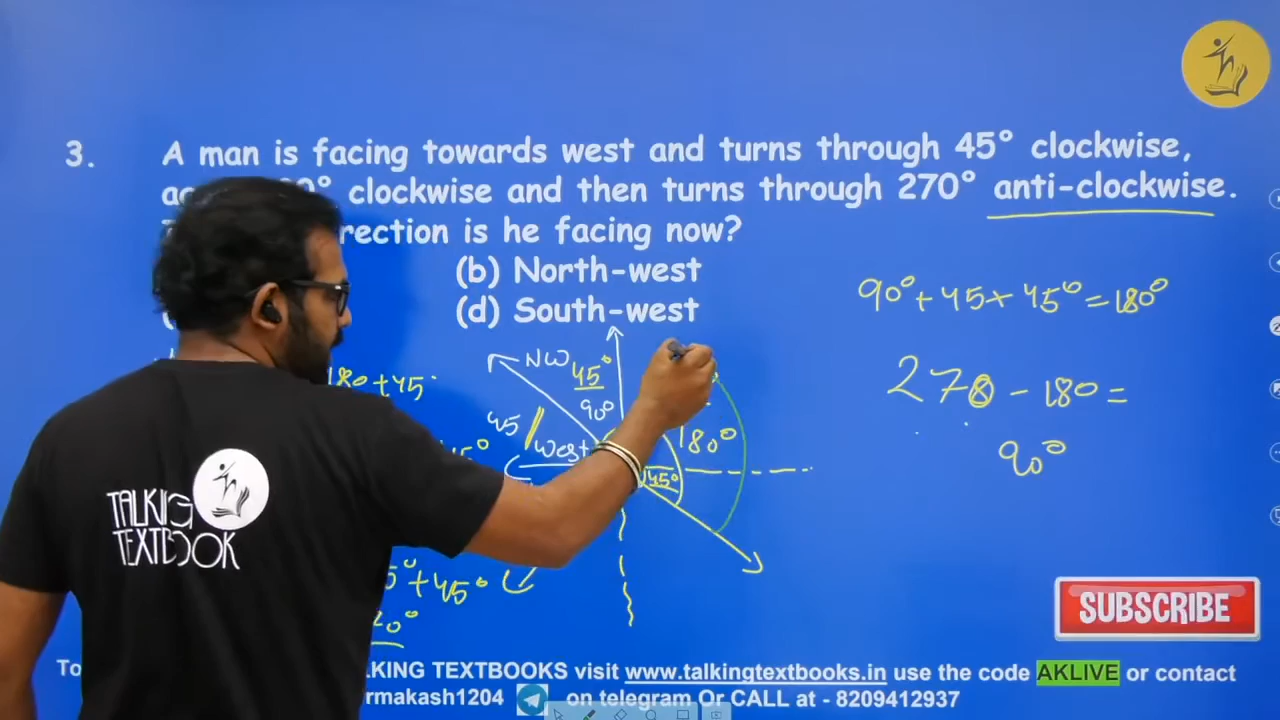 3. A man is facing towards west and turns through 45° clockwise,
clockwise and then turns through 270° anti-clockwise.
is he facing now?
(b) North-west
(d) South-west
90° + 45 + 45° = 180°
270 - 180 =
90°
180 + 45
NW 45°
90°
45
West
180°
45°
+ 45°
TALKING
TEXTBOOK
SUBSCRIBE
TEXTBOOKS visit www.talkingtextbooks.in use the code AKLIVE or contact
on telegram Or CALL at - 8209412937